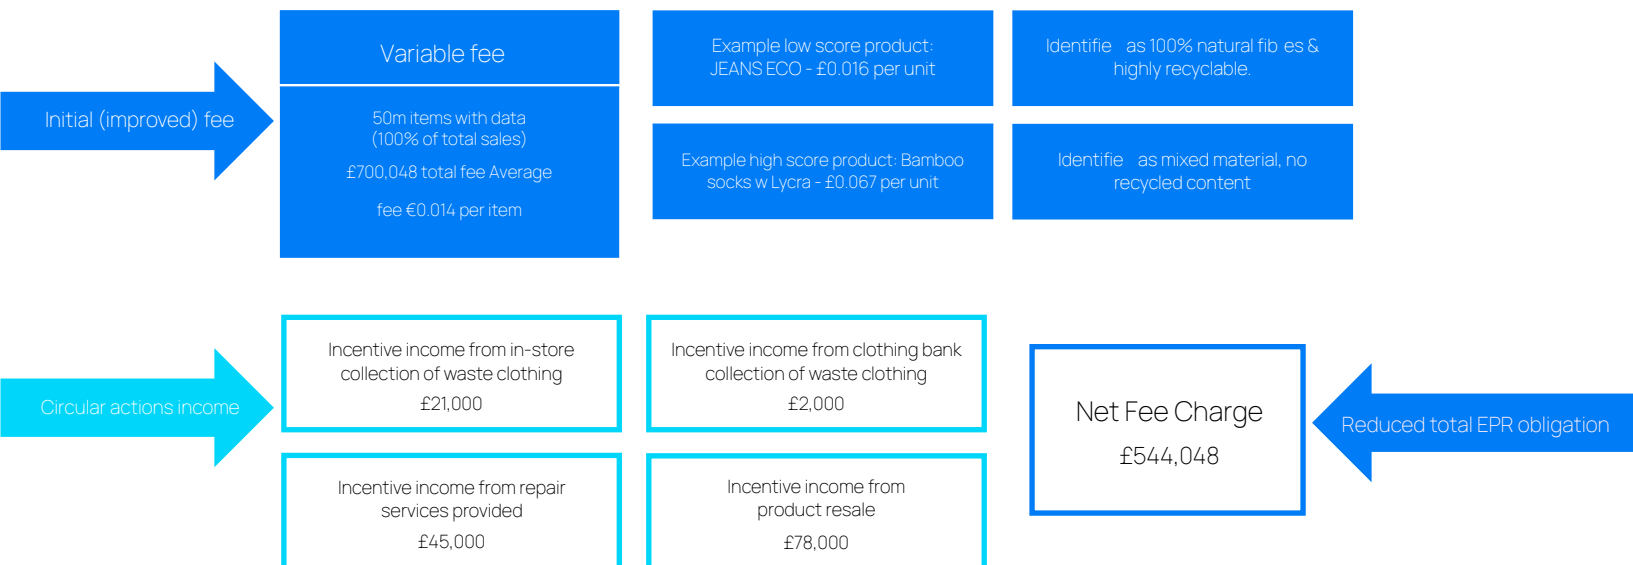 Initial (improved) fee
Variable fee
50m items with data
(100% of total sales)
£700,048 total fee Average
fee €0.014 per item
Example low score product:
JEANS ECO - £0.016 per unit
Identifie as 100% natural fib es &
highly recyclable.
Example high score product: Bamboo
socks w Lycra - £0.067 per unit
Identifie as mixed material, no
recycled content
Circular actions income
Incentive income from in-store
collection of waste clothing
£21,000
Incentive income from clothing bank
collection of waste clothing
£2,000
Incentive income from repair
services provided
£45,000
Incentive income from
product resale
£78,000
Net Fee Charge
£544,048
Reduced total EPR obligation